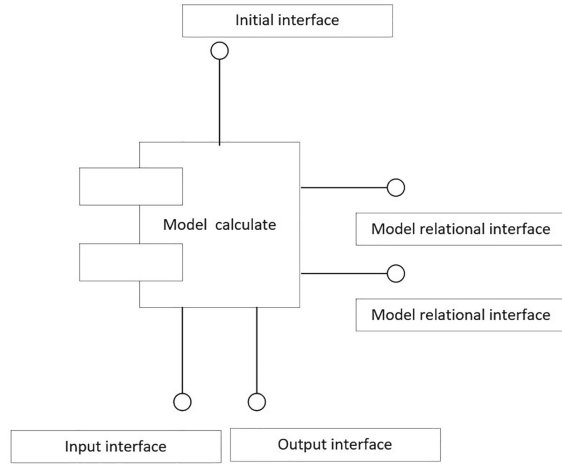 Initial interface
Model calculate
Model relational interface
Model relational interface
Input interface
Output interface